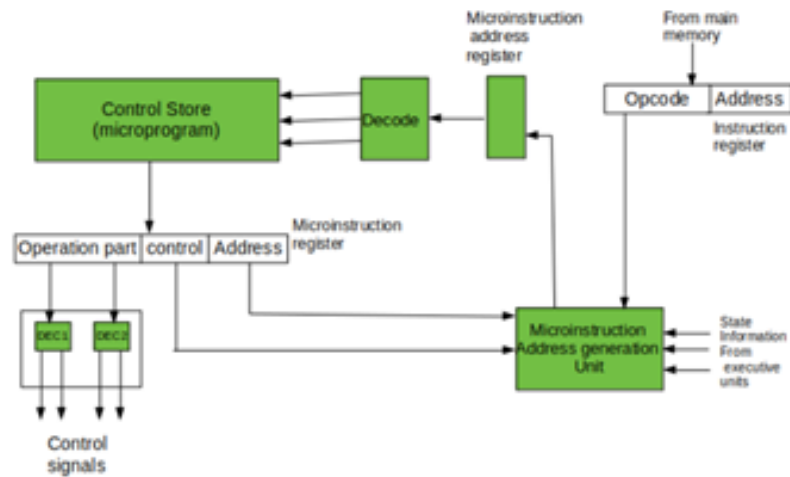 Microinstruction
address
register
From main
memory
Control Store
(microprogram)
Decode
Opcode
Address
Instruction
register
Microinstruction
register
Operation part
control
Address
DEC1
DEC2
Microinstruction
Address generation
Unit
State
Information
From
executive
units
Control
signals